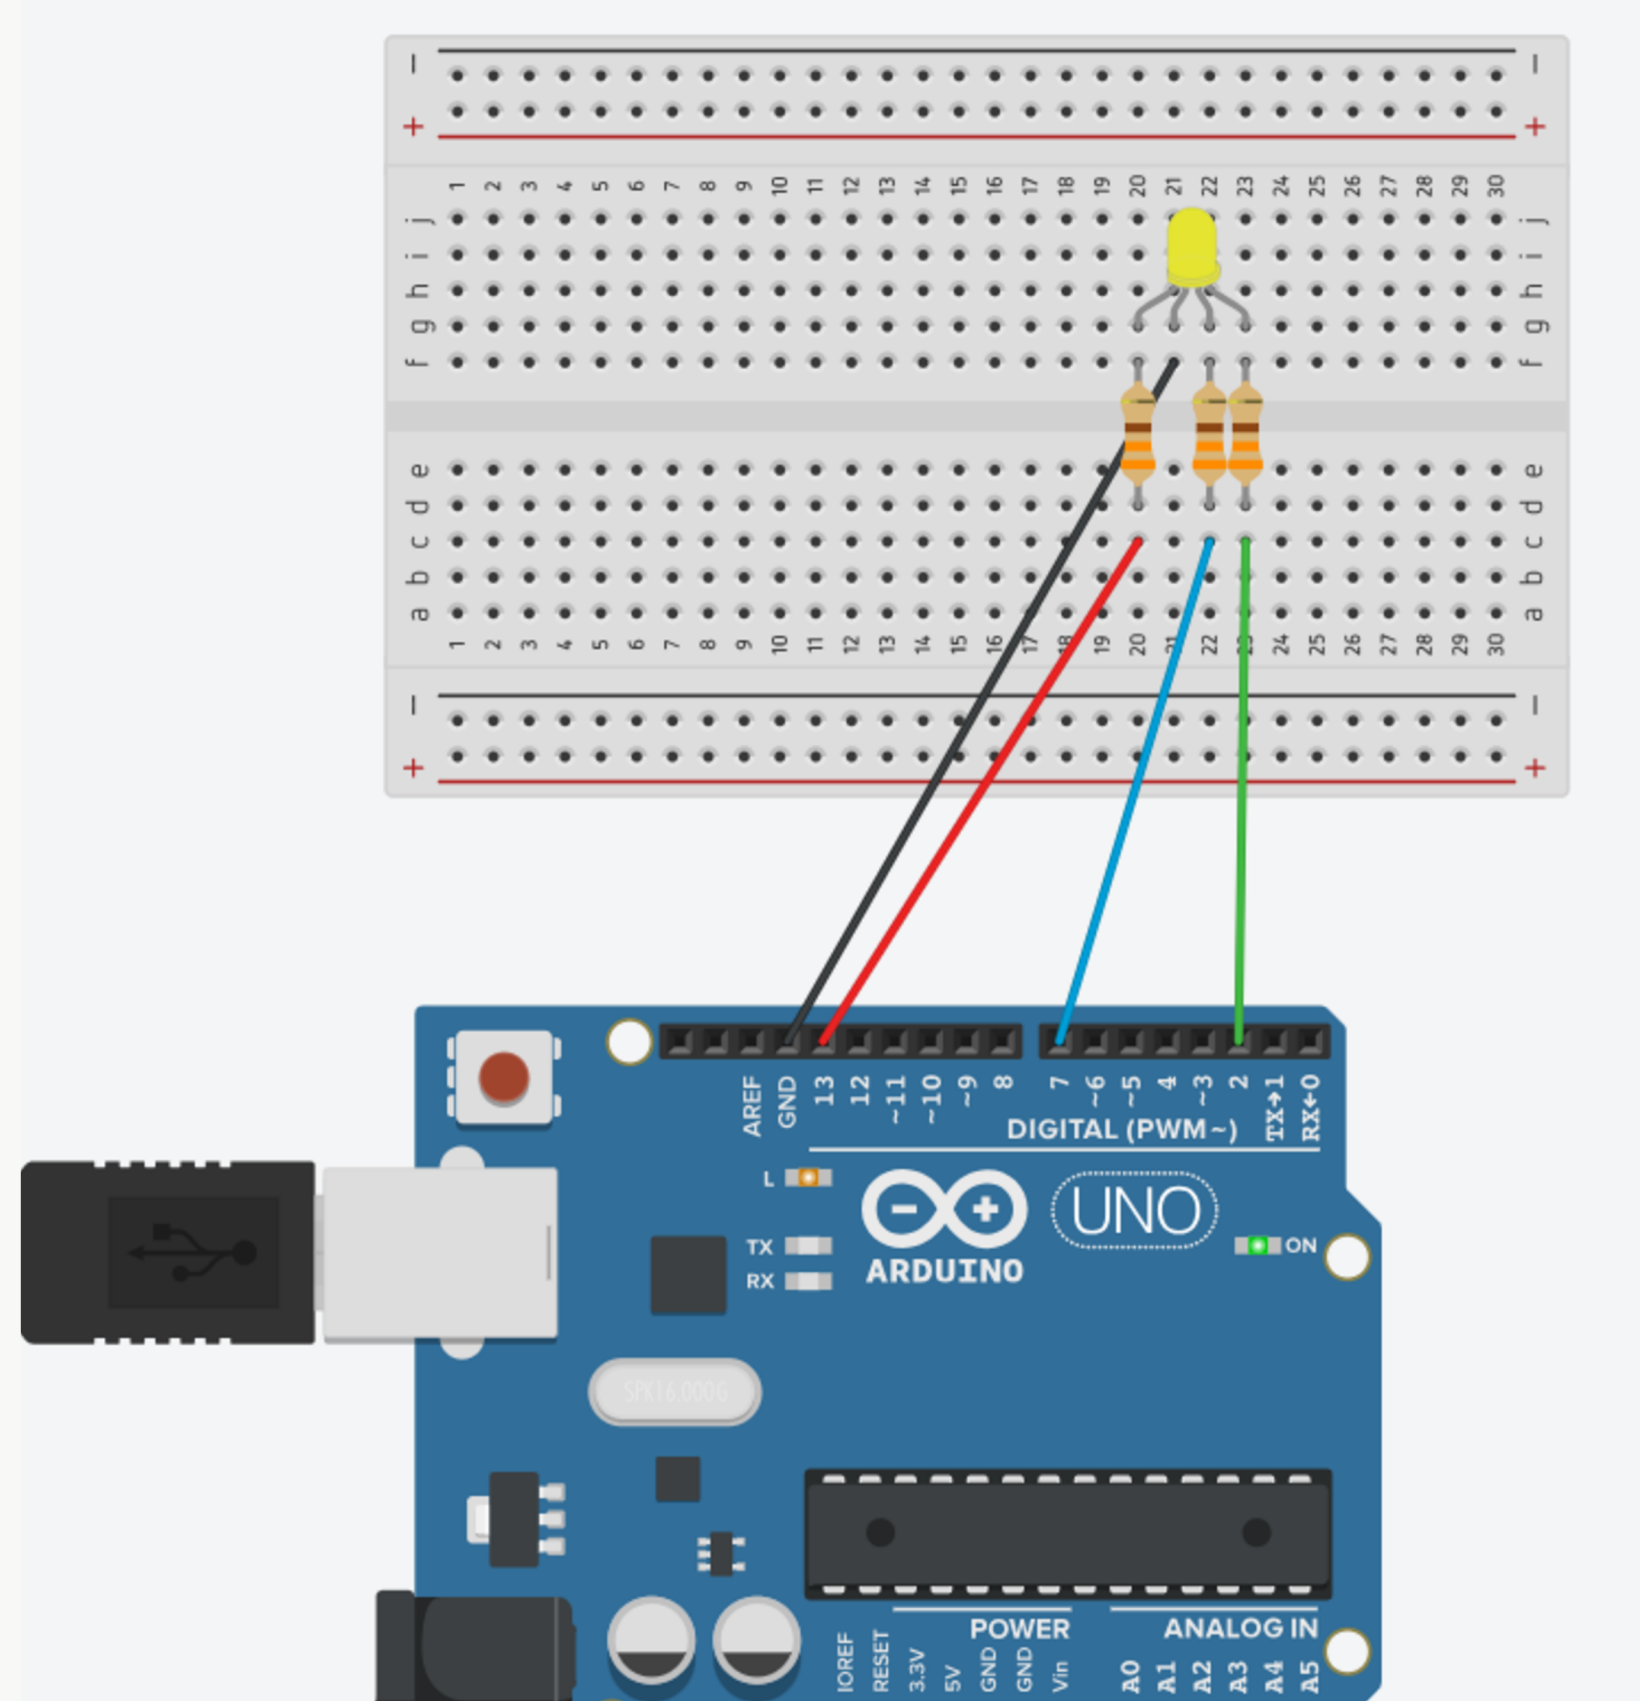 − −
+ +
1 2 3 4 5 6 7 8 9 10 11 12 13 14 15 16 17 18 19 20 21 22 23 24 25 26 27 28 29 30
j j
i i
h h
g g
f f
e e
d d
c c
b b
a a
1 2 3 4 5 6 7 8 9 10 11 12 13 14 15 16 17 18 19 20 21 22 23 24 25 26 27 28 29 30
− −
+ +
AREF GND 13 12 ~11 ~10 ~9 8 7 ~6 ~5 4 ~3 2 TX→1 RX←0
DIGITAL (PWM~)
L
UNO
TX
ON
RX
ARDUINO
SPK16.000G
POWER
ANALOG IN
IOREF RESET 3.3V 5V GND GND Vin A0 A1 A2 A3 A4 A5